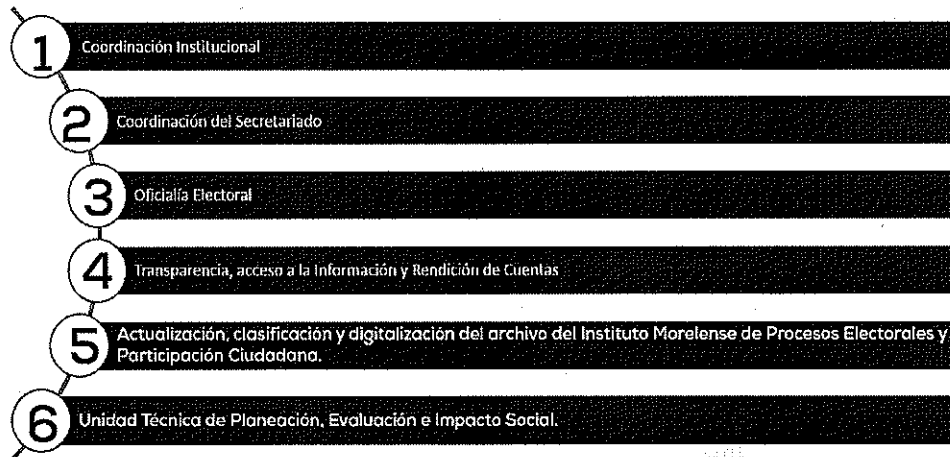 1
Coordinación Institucional
2
Coordinación del Secretariado
3
Oficialía Electoral
4
Transparencia, acceso a la Información y Rendición de Cuentas
5
Actualización, clasificación y digitalización del archivo del Instituto Morelense de Procesos Electorales y
Participación Ciudadana.
6
Unidad Técnica de Planeación, Evaluación e Impacto Social.